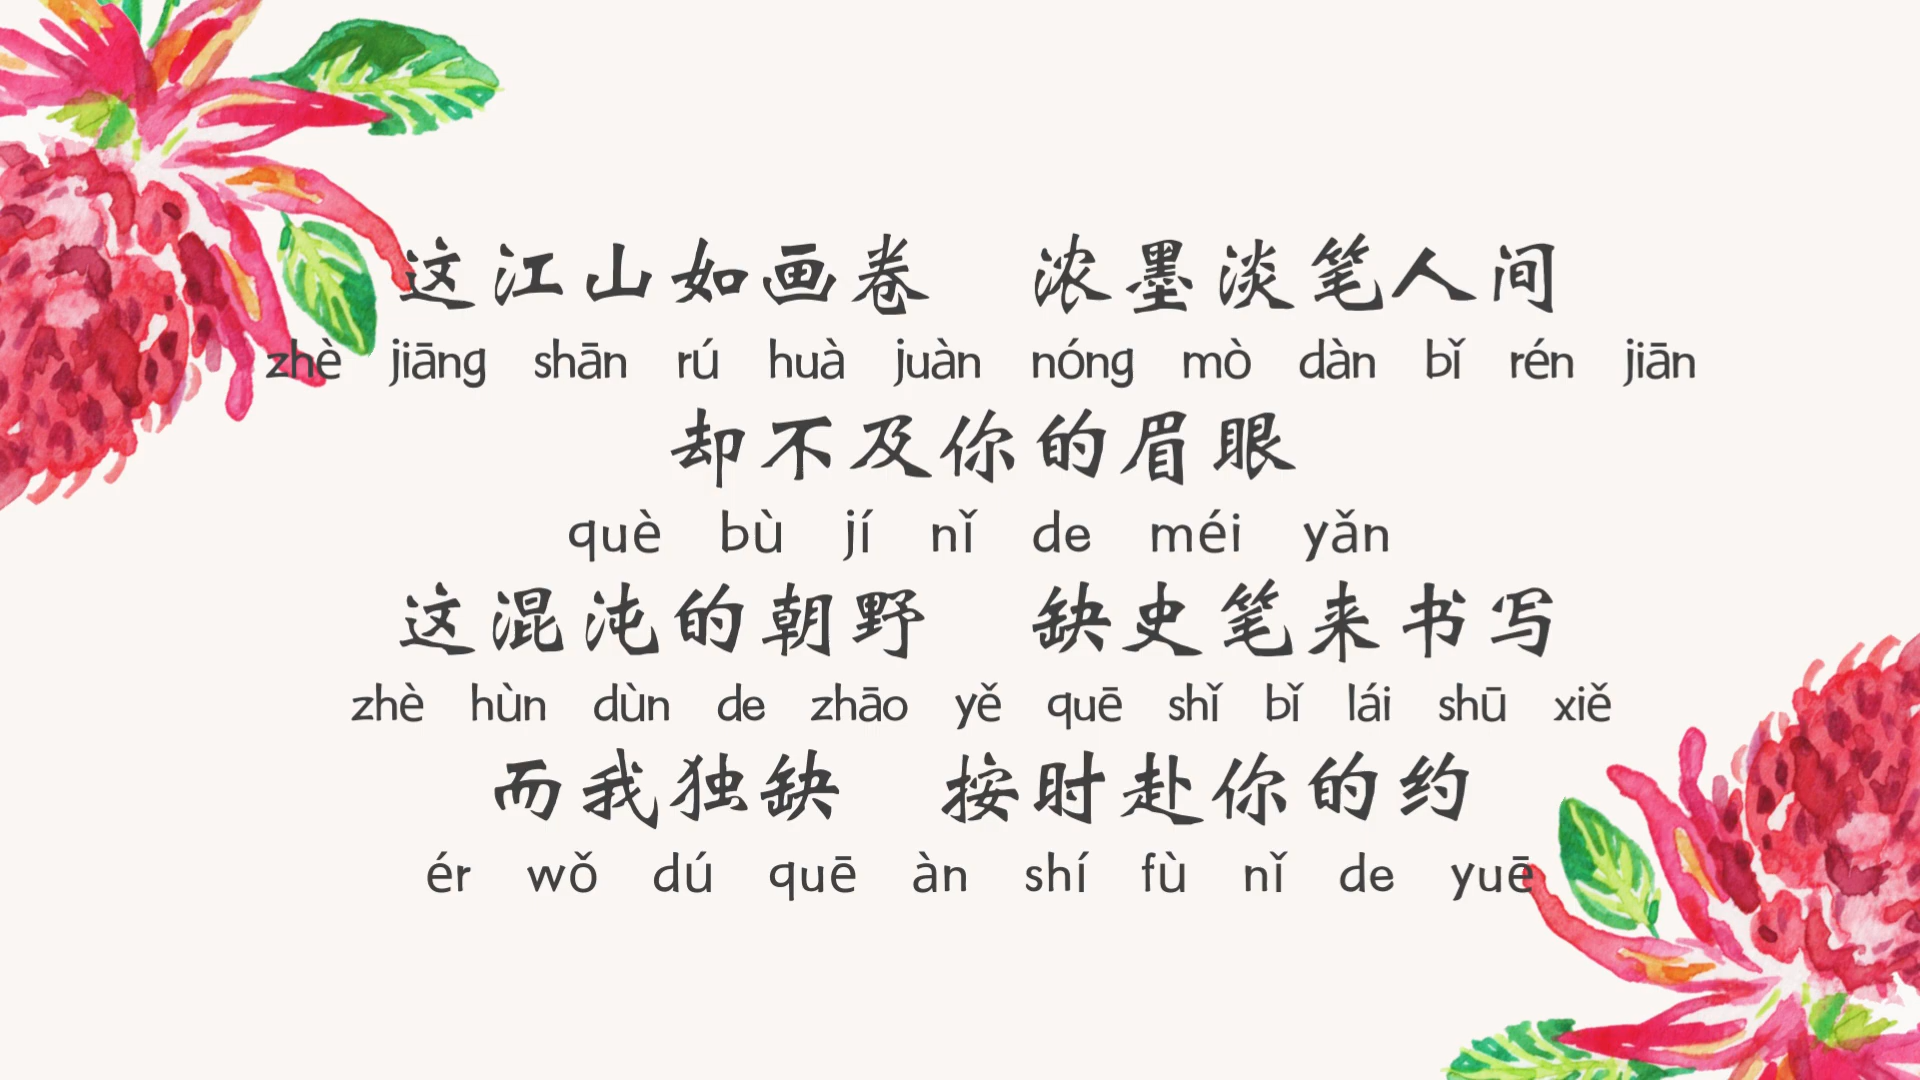 这江山如画卷　浓墨淡笔人间
zhè jiāng shān rú huà juàn nóng mò dàn bǐ rén jiān
却不及你的眉眼
què bù jí nǐ de méi yǎn
这混沌的朝野　缺史笔来书写
zhè hùn dùn de zhāo yě quē shǐ bǐ lái shū xiě
而我独缺　按时赴你的约
ér wǒ dú quē àn shí fù nǐ de yuē